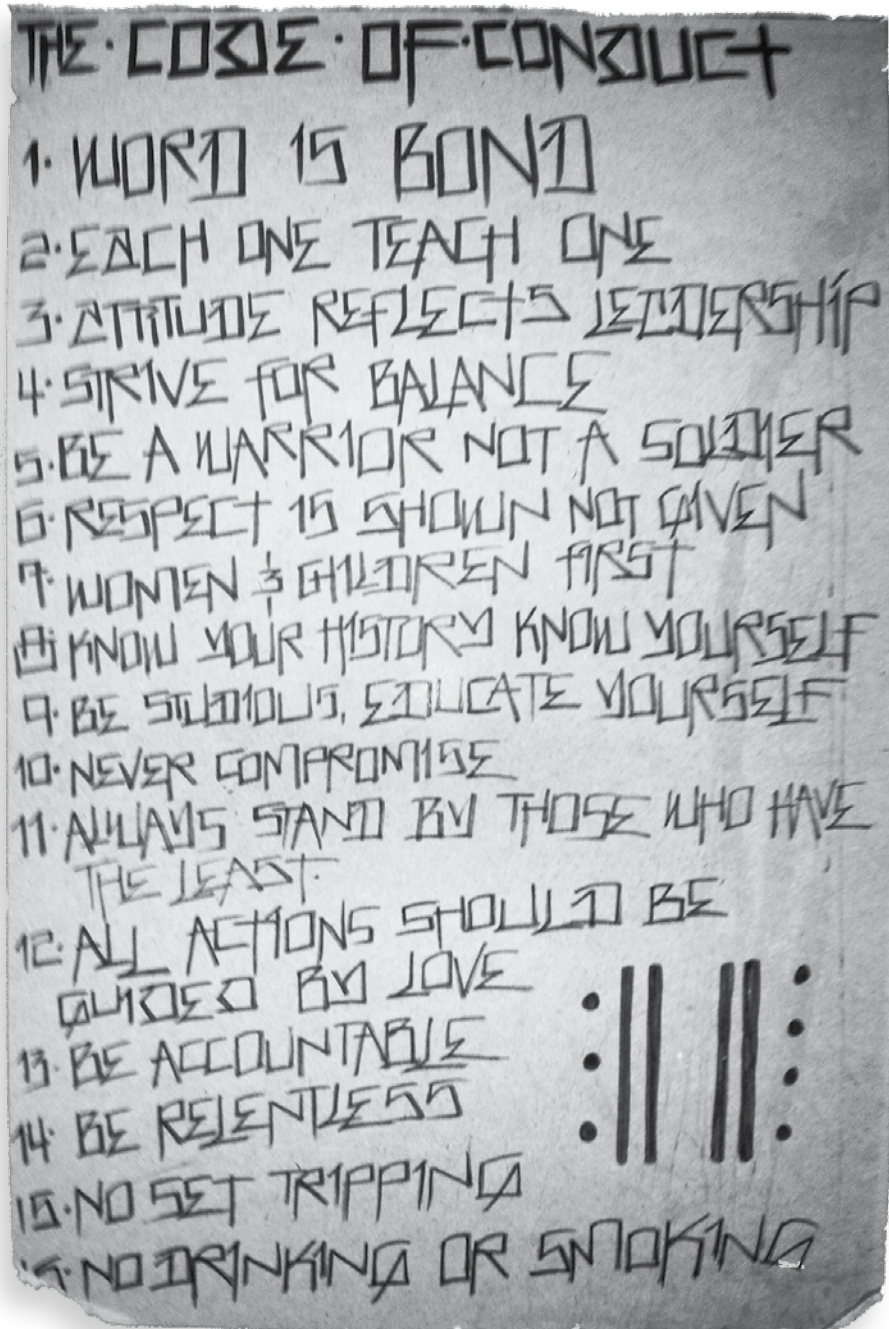 THE · CODE · OF · CONDUCT
1. WORD IS BOND
2. EACH ONE TEACH ONE
3. ATTITUDE REFLECTS LEADERSHIP
4. STRIVE FOR BALANCE
5. BE A WARRIOR NOT A SOLDIER
6. RESPECT IS SHOWN NOT GIVEN
7. WOMEN & CHILDREN FIRST
8. KNOW YOUR HISTORY KNOW YOURSELF
9. BE STUDIOUS, EDUCATE YOURSELF
10. NEVER COMPROMISE
11. ALWAYS STAND BY THOSE WHO HAVE
THE LEAST.
12. ALL ACTIONS SHOULD BE
GUIDED BY LOVE
13. BE ACCOUNTABLE
14. BE RELENTLESS
15. NO SET TRIPPING
16. NO DRINKING OR SMOKING